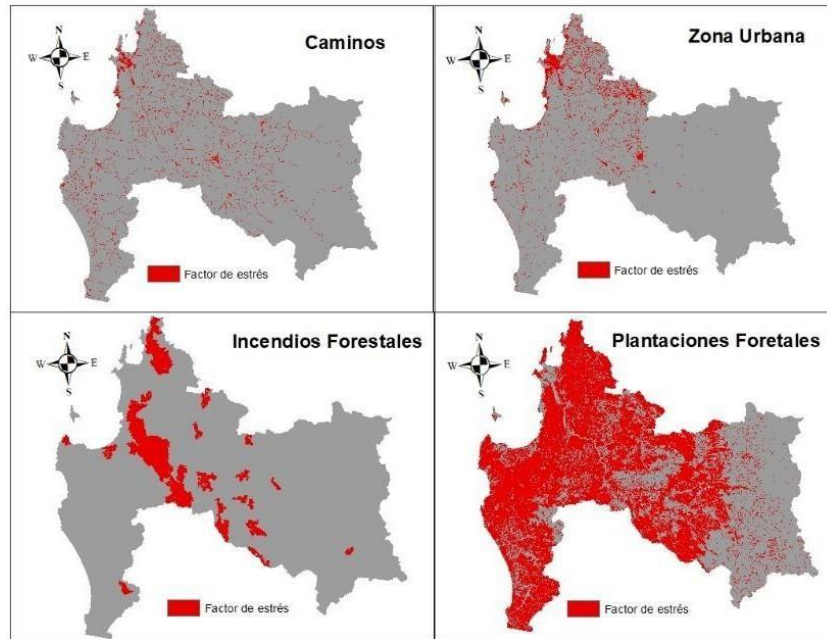 Caminos
N
W E
S
Factor de estrés
Zona Urbana
N
W E
S
Factor de estrés
Incendios Forestales
N
W E
S
Factor de estrés
Plantaciones Foretales
N
W E
S
Factor de estrés